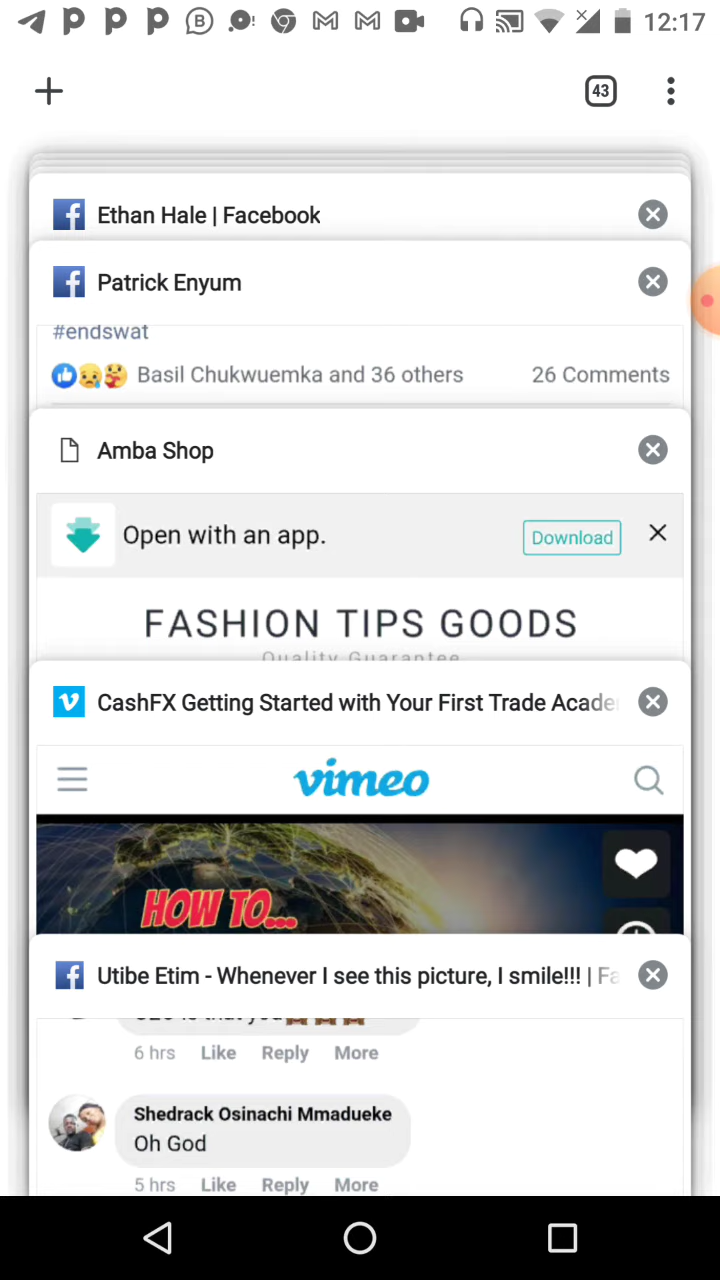 12:17
43
Ethan Hale | Facebook
Patrick Enyum
#endswat
Basil Chukwuemka and 36 others 26 Comments
Amba Shop
Open with an app. Download
FASHION TIPS GOODS
Quality Guarantee
CashFX Getting Started with Your First Trade Acade
vimeo
HOW TO...
Utibe Etim - Whenever I see this picture, I smile!!! | Fa
is that you
6 hrs Like Reply More
Shedrack Osinachi Mmadueke
Oh God
5 hrs Like Reply More